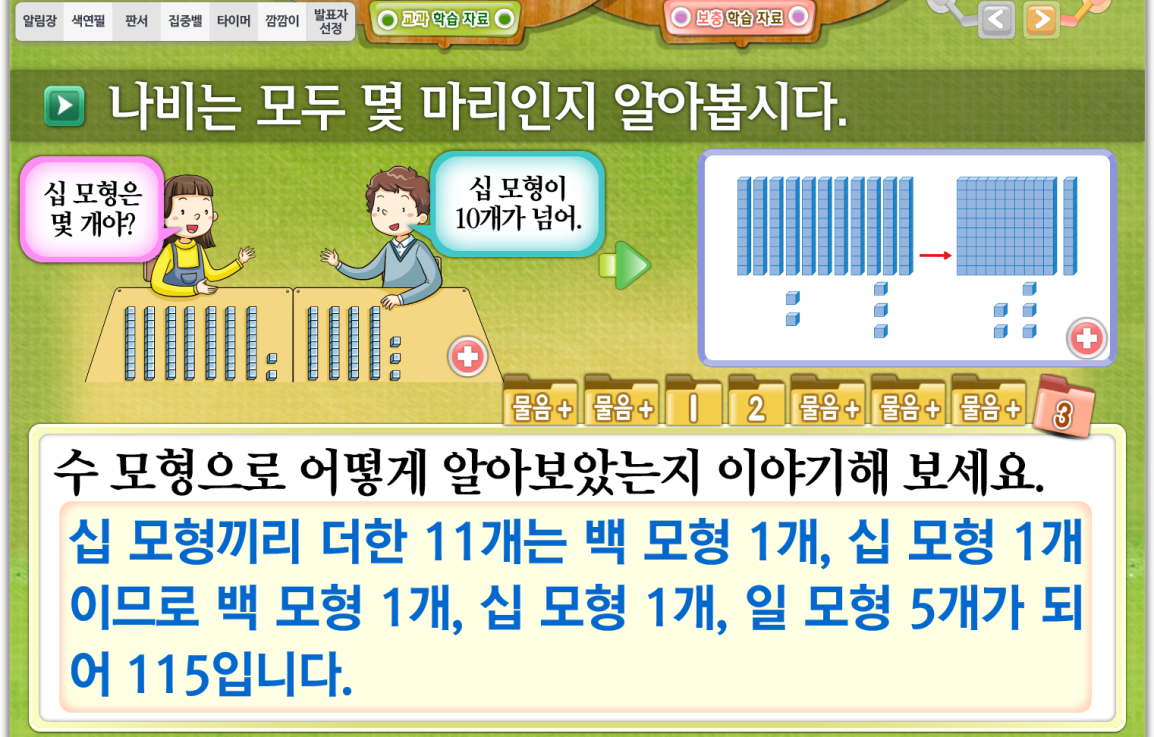 알림장 색연필 판서 집중벨 타이머 깜깜이 발표자 선정 교과 학습 자료 보충 학습 자료
나비는 모두 몇 마리인지 알아봅시다.
십 모형은
몇 개야?
십 모형이
10개가 넘어.
물음+ 물음+ 1 2 물음+ 물음+ 물음+ 3
수 모형으로 어떻게 알아보았는지 이야기해 보세요.
십 모형끼리 더한 11개는 백 모형 1개, 십 모형 1개
이므로 백 모형 1개, 십 모형 1개, 일 모형 5개가 되
어 115입니다.